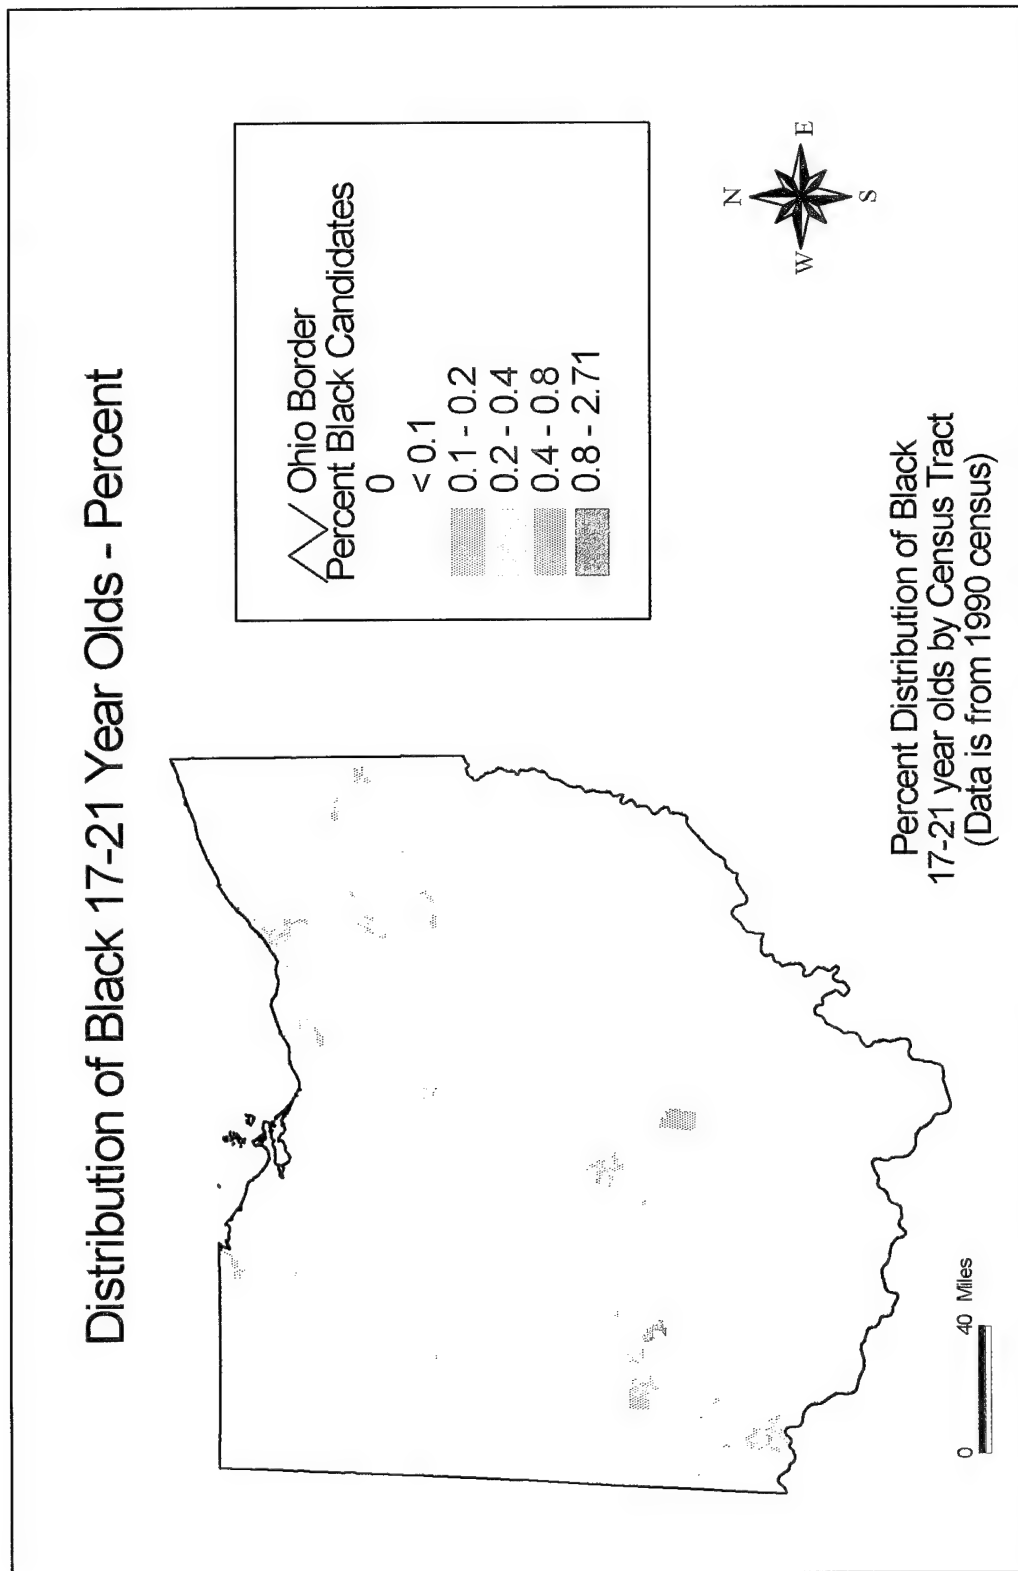 Distribution of Black 17-21 Year Olds - Percent
Ohio Border
Percent Black Candidates
0
< 0.1
0.1 - 0.2
0.2 - 0.4
0.4 - 0.8
0.8 - 2.71
N
W
E
S
0
40
Miles
Percent Distribution of Black
17-21 year olds by Census Tract
(Data is from 1990 census)